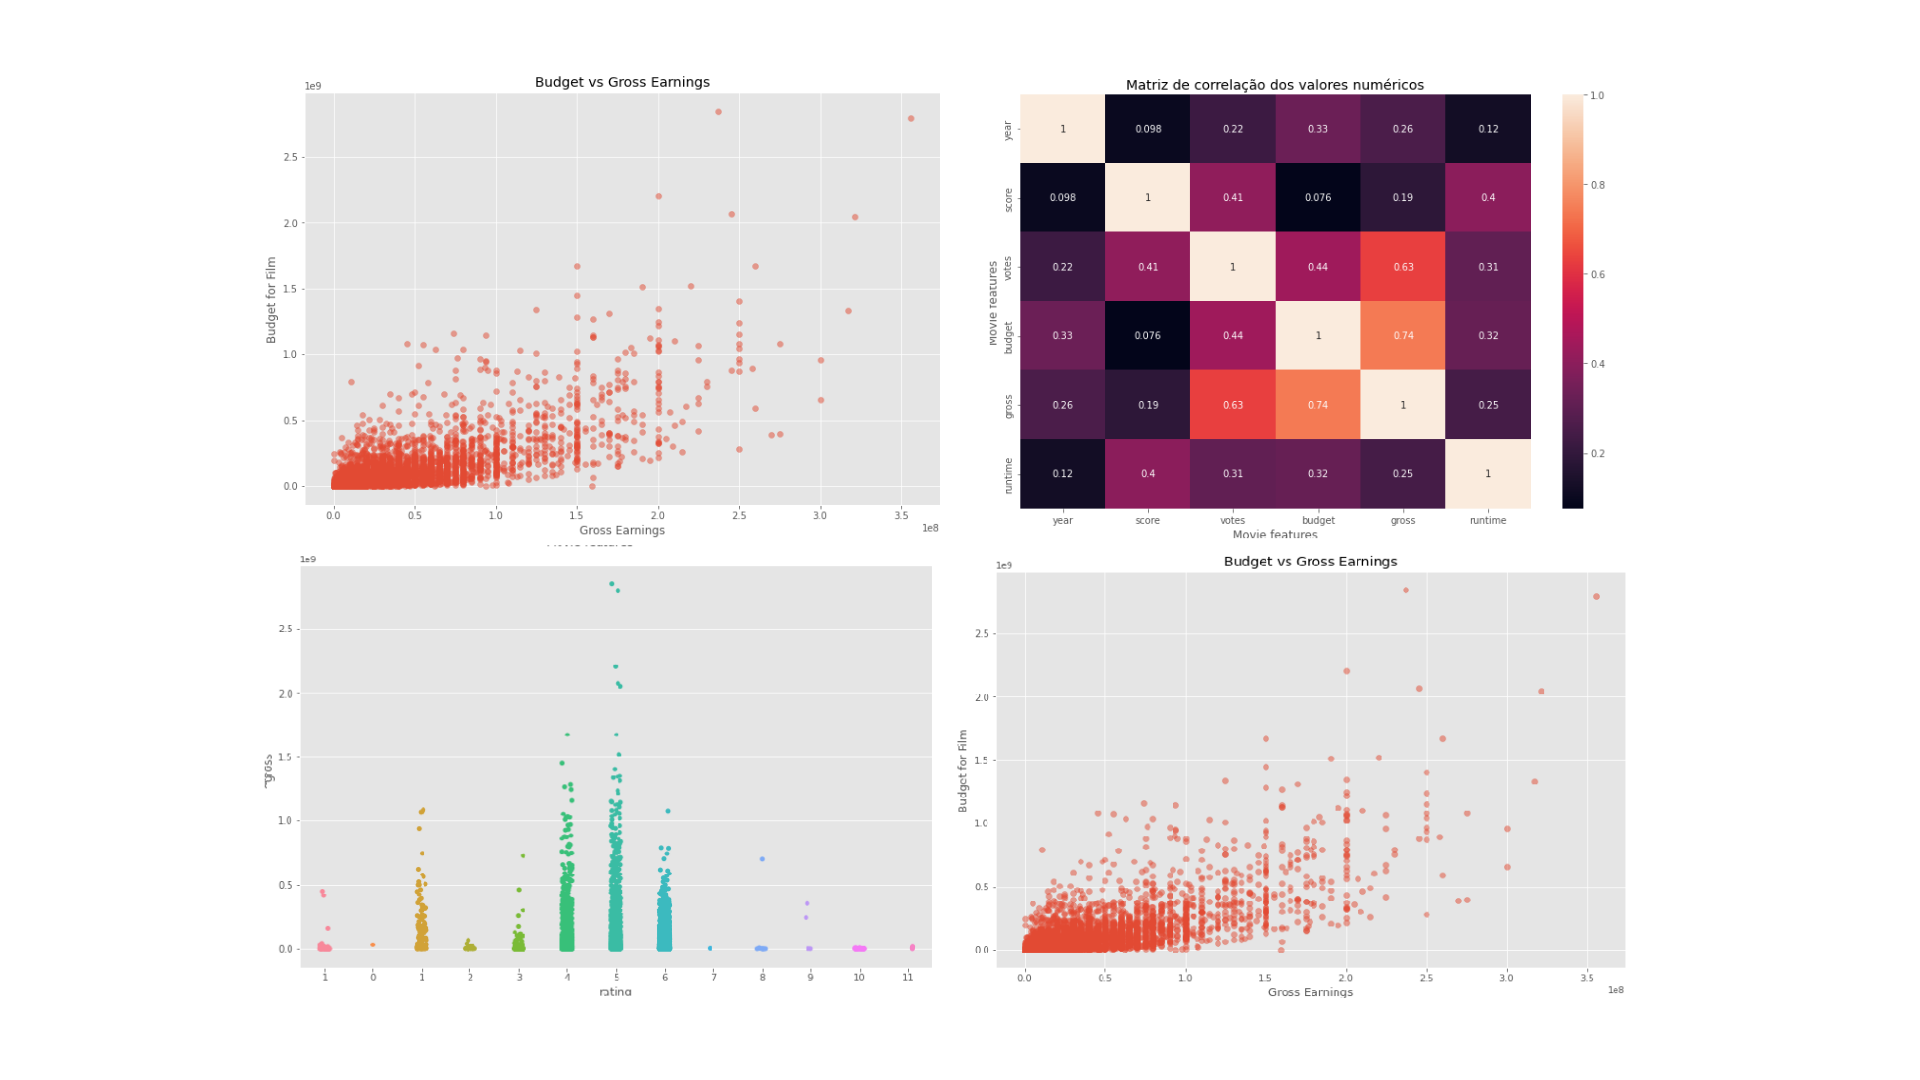 Budget vs Gross Earnings
1e9
Budget for Film
2.5
2.0
1.5
1.0
0.5
0.0
0.0 0.5 1.0 1.5 2.0 2.5 3.0 3.5
1e8
Gross Earnings
Matriz de correlação dos valores numéricos
Movie features
year 1 0.098 0.22 0.33 0.26 0.12
score 0.098 1 0.41 0.076 0.19 0.4
votes 0.22 0.41 1 0.44 0.63 0.31
budget 0.33 0.076 0.44 1 0.74 0.32
gross 0.26 0.19 0.63 0.74 1 0.25
runtime 0.12 0.4 0.31 0.32 0.25 1
year score votes budget gross runtime
Movie features
1.0
0.8
0.6
0.4
0.2
1e9
gross
2.5
2.0
1.5
1.0
0.5
0.0
1 0 1 2 3 4 5 6 7 8 9 10 11
rating
Budget vs Gross Earnings
1e9
Budget for Film
2.5
2.0
1.5
1.0
0.5
0.0
0.0 0.5 1.0 1.5 2.0 2.5 3.0 3.5
1e8
Gross Earnings